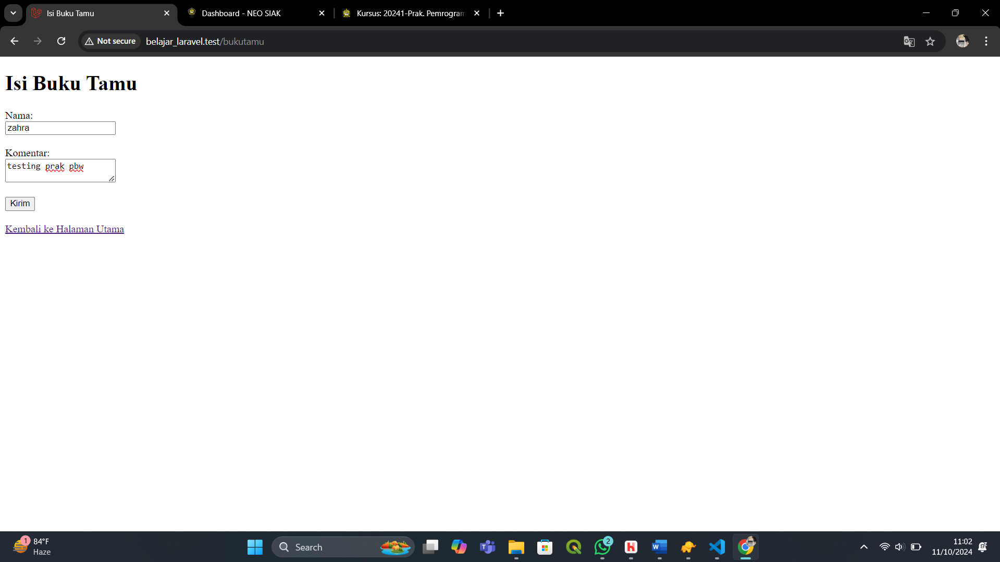 Isi Buku Tamu
Dashboard - NEO SIAK
Kursus: 20241-Prak. Pemrogram
Not secure
belajar_laravel.test/bukutamu
Isi Buku Tamu
Nama:
zahra
Komentar:
testing prak pbw
Kirim
Kembali ke Halaman Utama
1
84°F
Haze
Search
2
11:02
11/10/2024